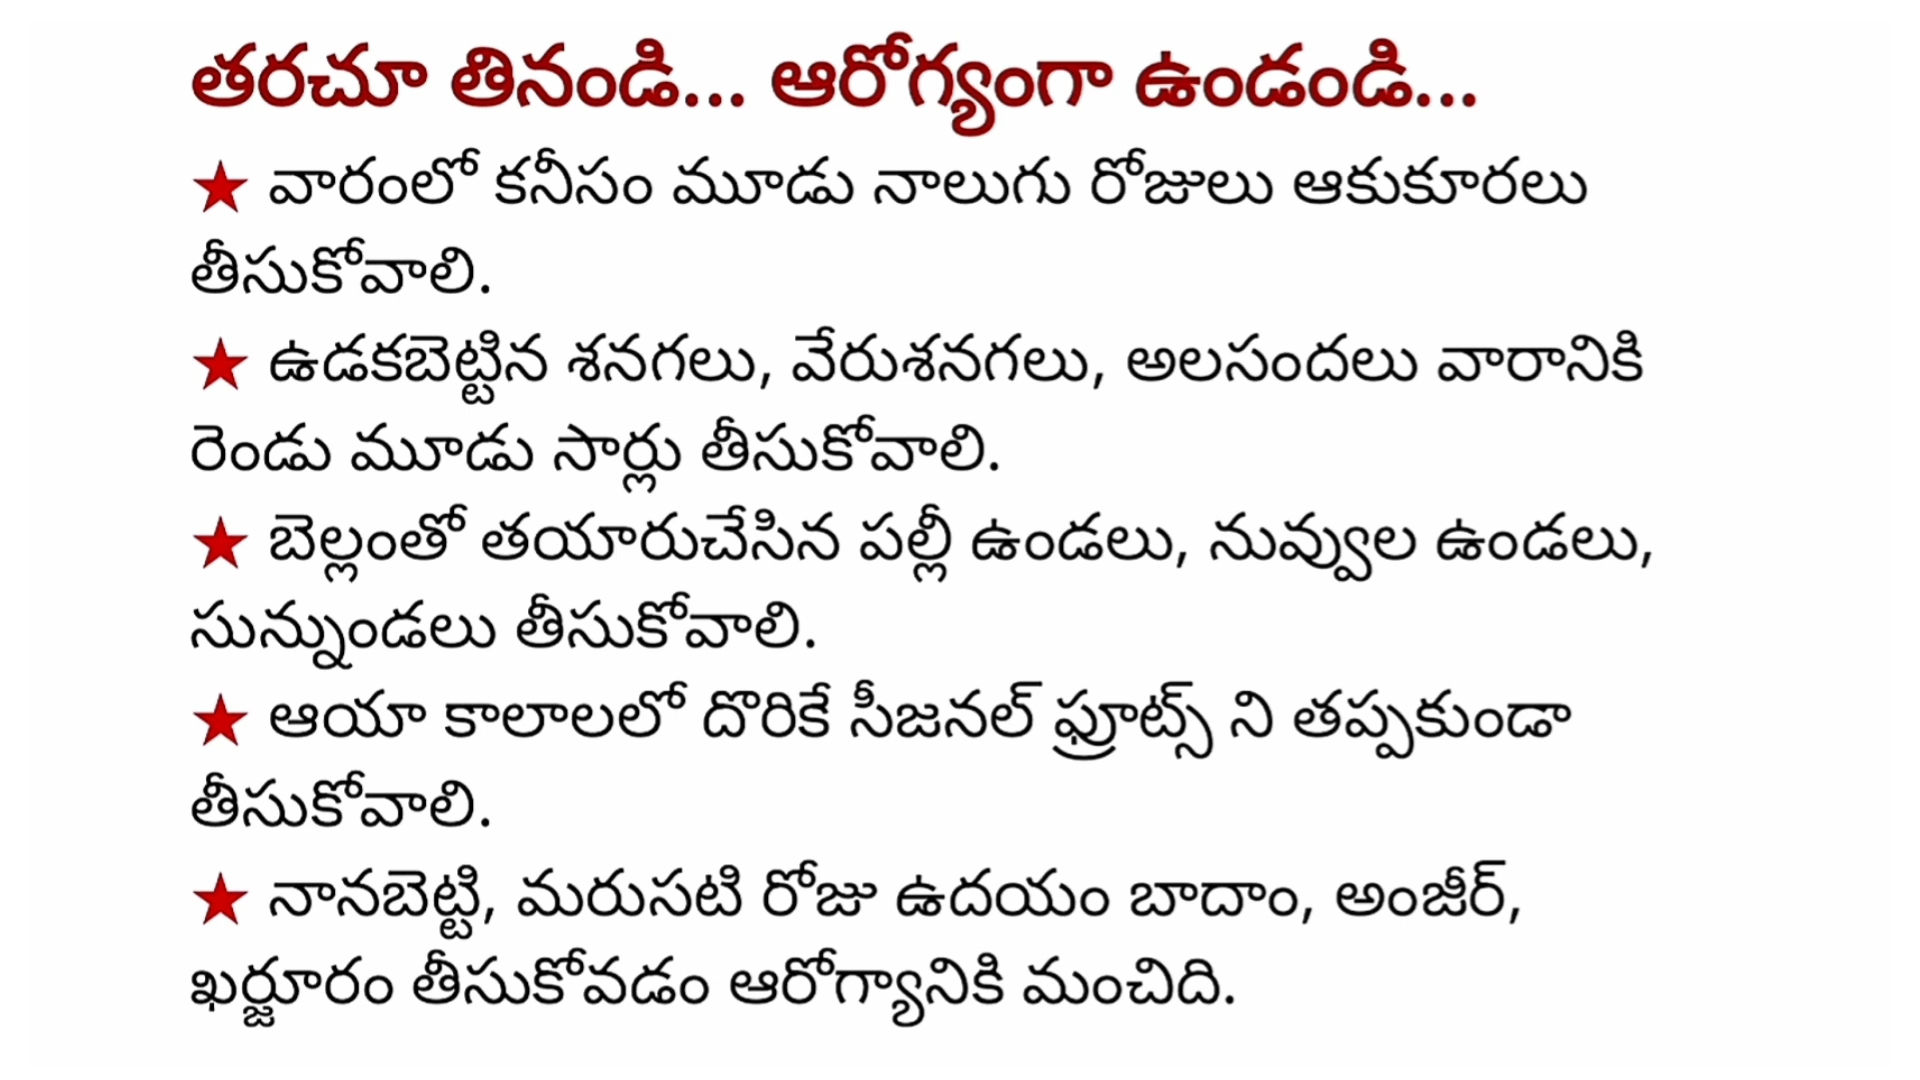 తరచూ తినండి... ఆరోగ్యంగా ఉండండి...
★ వారంలో కనీసం మూడు నాలుగు రోజులు ఆకుకూరలు
తీసుకోవాలి.
★ ఉడకబెట్టిన శనగలు, వేరుశనగలు, అలసందలు వారానికి
రెండు మూడు సార్లు తీసుకోవాలి.
★ బెల్లంతో తయారుచేసిన పల్లీ ఉండలు, నువ్వుల ఉండలు,
సున్నుండలు తీసుకోవాలి.
★ ఆయా కాలాలలో దొరికే సీజనల్ ఫ్రూట్స్ ని తప్పకుండా
తీసుకోవాలి.
★ నానబెట్టి, మరుసటి రోజు ఉదయం బాదాం, అంజీర్,
ఖర్జూరం తీసుకోవడం ఆరోగ్యానికి మంచిది.